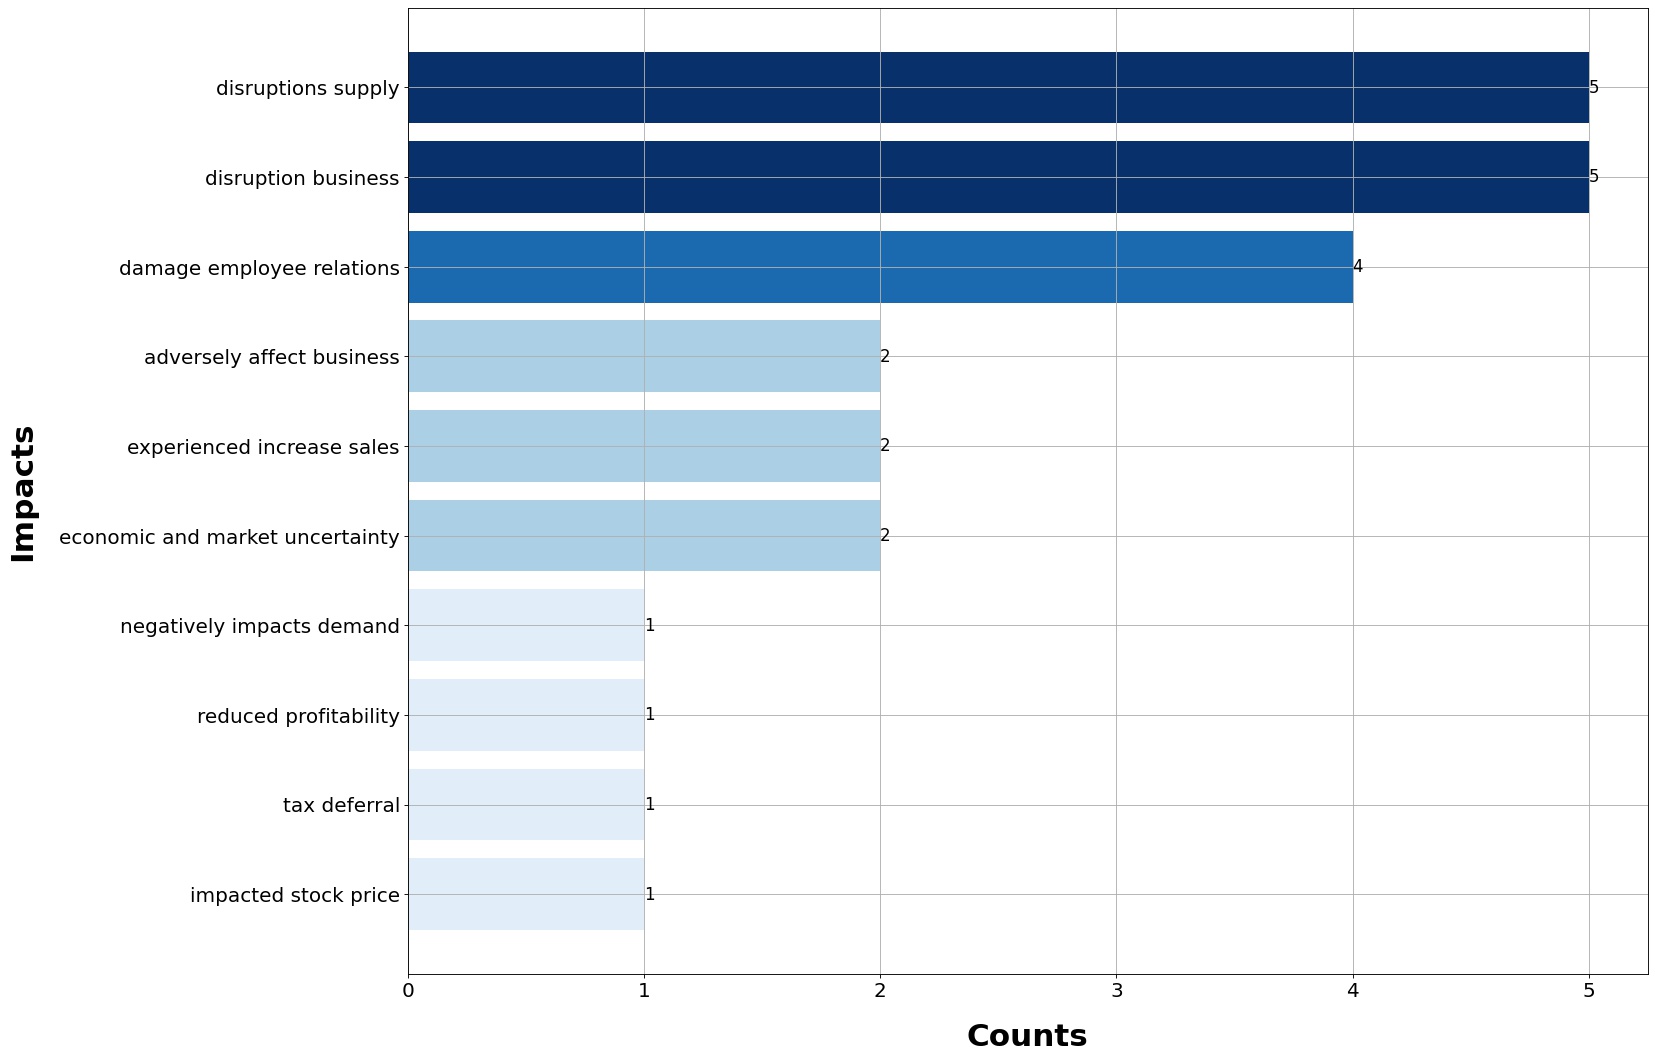 disruptions supply
5
disruption business
5
damage employee relations
4
adversely affect business
2
experienced increase sales
2
economic and market uncertainty
2
negatively impacts demand
1
reduced profitability
1
tax deferral
1
impacted stock price
1
Impacts
0 1 2 3 4 5
Counts